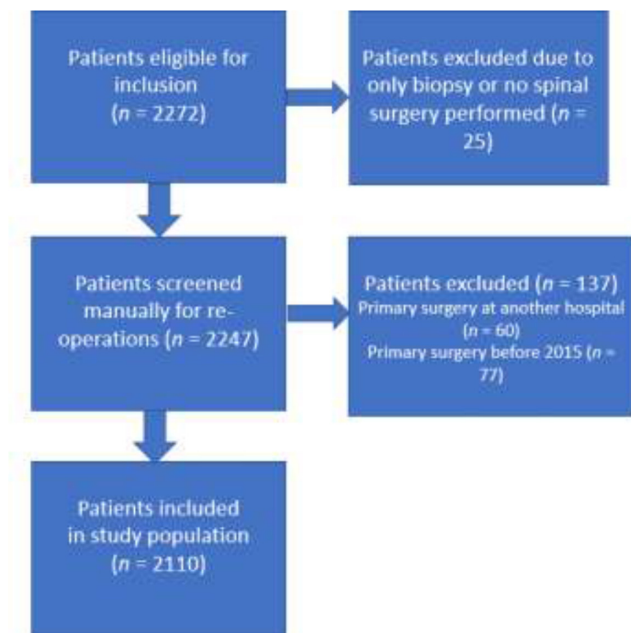 Patients eligible for
inclusion
(n = 2272)
Patients excluded due to
only biopsy or no spinal
surgery performed (n =
25)
Patients screened
manually for re-
operations (n = 2247)
Patients excluded (n = 137)
Primary surgery at another hospital
(n = 60)
Primary surgery before 2015 (n =
77)
Patients included
in study population
(n = 2110)